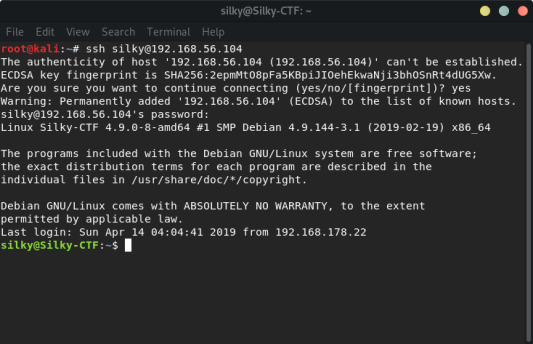 silky@Silky-CTF: ~
File Edit View Search Terminal Help
root@kali:~# ssh silky@192.168.56.104
The authenticity of host '192.168.56.104 (192.168.56.104)' can't be established.
ECDSA key fingerprint is SHA256:2epmMtO8pFa5KBpiJIOehEkwaNji3bhOSnRt4dUG5Xw.
Are you sure you want to continue connecting (yes/no/[fingerprint])? yes
Warning: Permanently added '192.168.56.104' (ECDSA) to the list of known hosts.
silky@192.168.56.104's password:
Linux Silky-CTF 4.9.0-8-amd64 #1 SMP Debian 4.9.144-3.1 (2019-02-19) x86_64
The programs included with the Debian GNU/Linux system are free software;
the exact distribution terms for each program are described in the
individual files in /usr/share/doc/*/copyright.
Debian GNU/Linux comes with ABSOLUTELY NO WARRANTY, to the extent
permitted by applicable law.
Last login: Sun Apr 14 04:04:41 2019 from 192.168.178.22
silky@Silky-CTF:~$